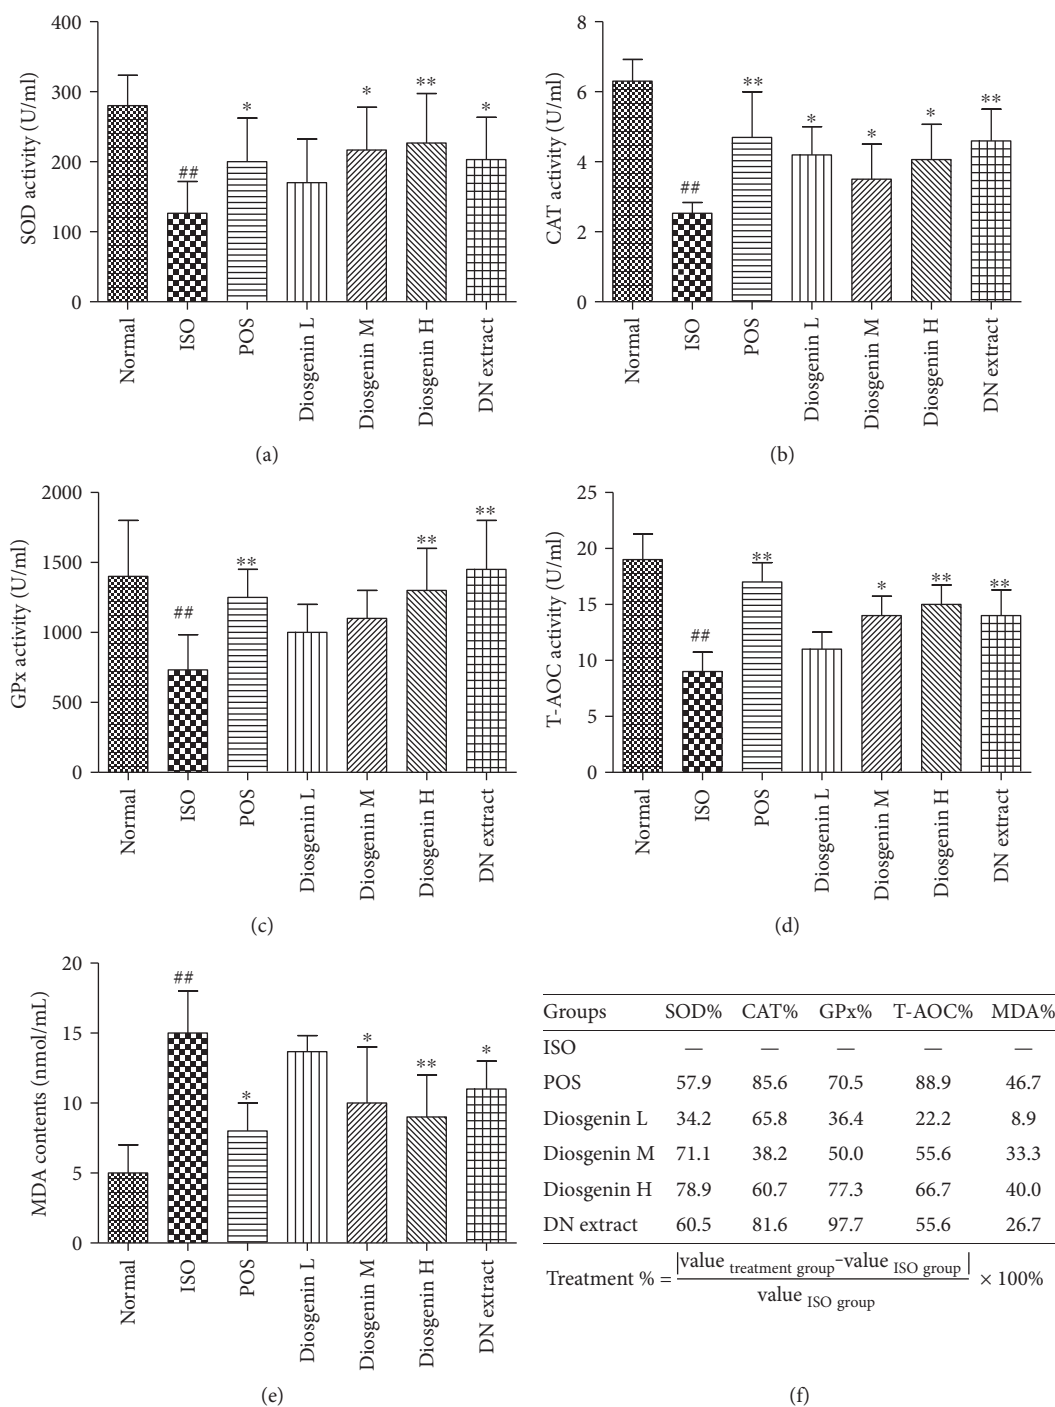 400
300
200
100
0
SOD activity (U/ml)
##
*
*
**
*
Normal
ISO
POS
Diosgenin L
Diosgenin M
Diosgenin H
DN extract
(a)
8
6
4
2
0
CAT activity (U/ml)
##
**
*
*
*
**
Normal
ISO
POS
Diosgenin L
Diosgenin M
Diosgenin H
DN extract
(b)
2000
1500
1000
500
0
GPx activity (U/ml)
##
**
**
**
Normal
ISO
POS
Diosgenin L
Diosgenin M
Diosgenin H
DN extract
(c)
25
20
15
10
5
0
T-AOC activity (U/ml)
##
**
*
**
**
Normal
ISO
POS
Diosgenin L
Diosgenin M
Diosgenin H
DN extract
(d)
20
15
10
5
0
MDA contents (nmol/mL)
##
*
*
**
*
Normal
ISO
POS
Diosgenin L
Diosgenin M
Diosgenin H
DN extract
(e)
Groups SOD% CAT% GPx% T-AOC% MDA%
ISO — — — — —
POS 57.9 85.6 70.5 88.9 46.7
Diosgenin L 34.2 65.8 36.4 22.2 8.9
Diosgenin M 71.1 38.2 50.0 55.6 33.3
Diosgenin H 78.9 60.7 77.3 66.7 40.0
DN extract 60.5 81.6 97.7 55.6 26.7
|value treatment group–value ISO group |
Treatment % = × 100%
value ISO group
(f)